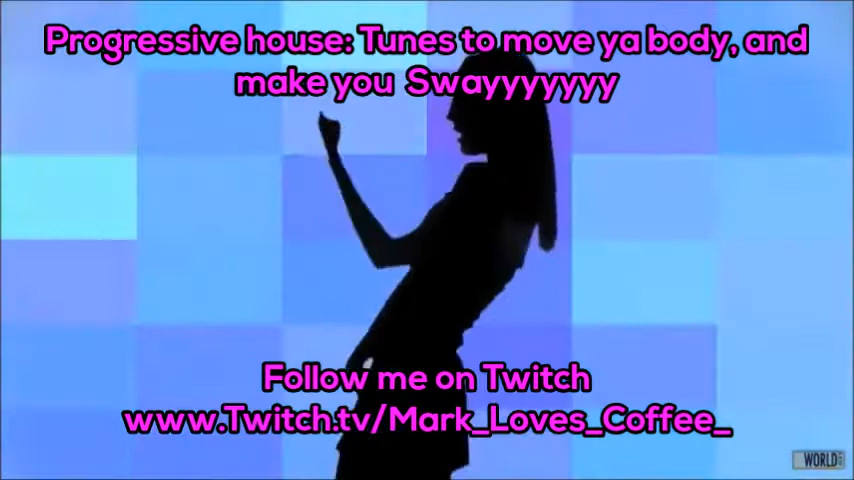 Progressive house: Tunes to move ya body, and
make you Swayyyyyyy
Follow me on Twitch
www.Twitch.tv/Mark_Loves_Coffee_
WORLD